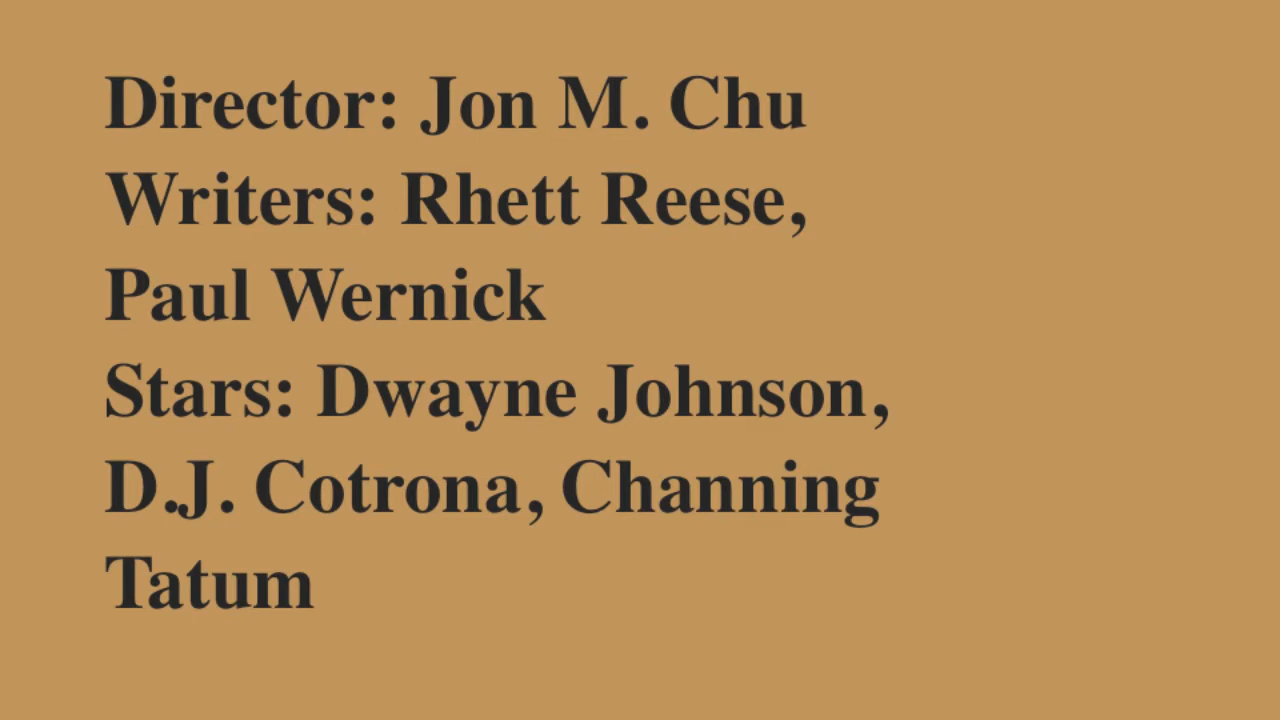 Director: Jon M. Chu
Writers: Rhett Reese,
Paul Wernick
Stars: Dwayne Johnson,
D.J. Cotrona, Channing
Tatum